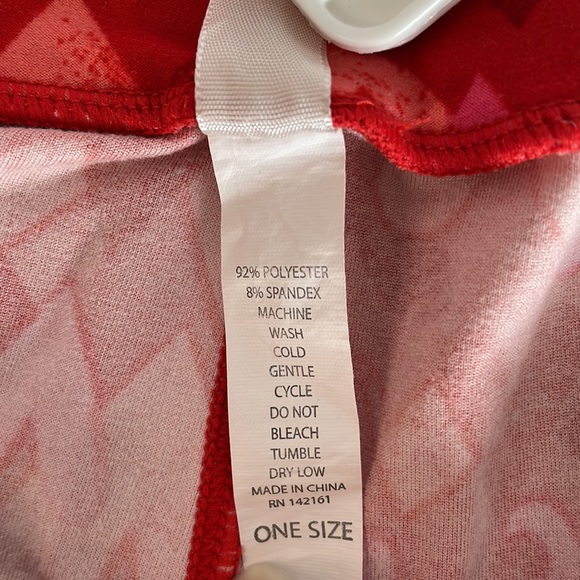 92% POLYESTER
8% SPANDEX
MACHINE
WASH
COLD
GENTLE
CYCLE
DO NOT
BLEACH
TUMBLE
DRY LOW
MADE IN CHINA
RN 142161
ONE SIZE